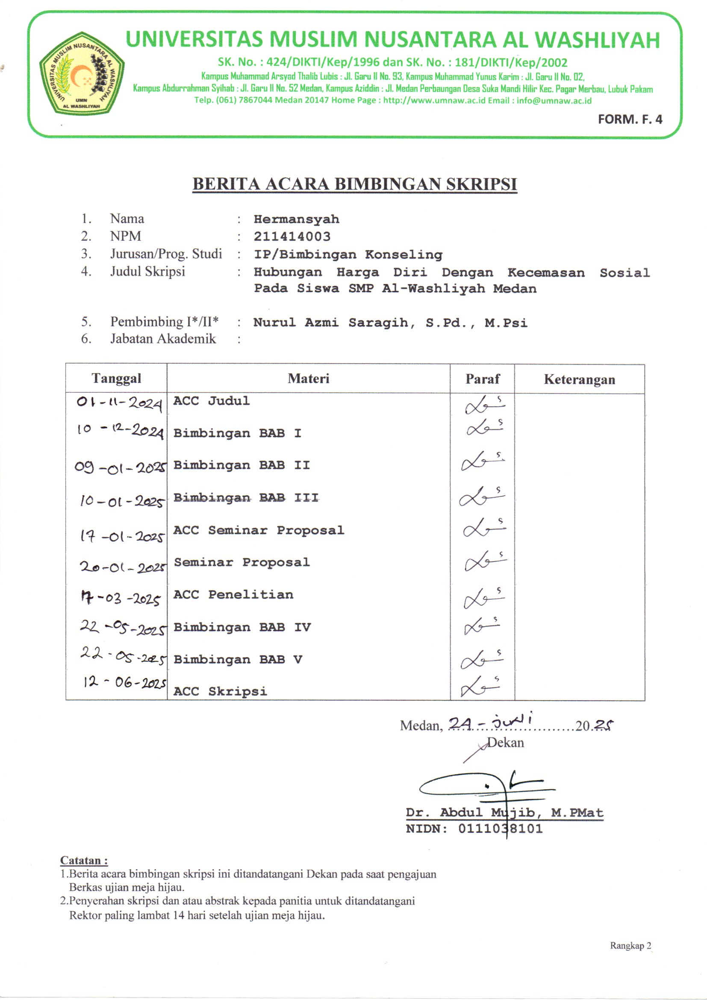 UNIVERSITAS MUSLIM NUSANTARA AL WASHLIYAH
SK. No. : 424/DIKTI/Kep/1996 dan SK. No. : 181/DIKTI/Kep/2002
Kampus Muhammad Arsyad Thalib Lubis : Jl. Garu II No. 93, Kampus Muhammad Yunus Karim : Jl. Garu II No. 02,
Kampus Abdurrahman Syihab : Jl. Garu II No. 52 Medan, Kampus Aziddin : Jl. Medan Perbaungan Desa Suka Mandi Hilir Kec. Pagar Merbau, Lubuk Pakam
Telp. (061) 7867044 Medan 20147 Home Page : http://www.umnaw.ac.id Email : info@umnaw.ac.id
UNIVERSITAS MUSLIM NUSANTARA AL WASHLIYAH
UMN
AL WASHLIYAH
FORM. F. 4
BERITA ACARA BIMBINGAN SKRIPSI
1. Nama : Hermansyah
2. NPM : 211414003
3. Jurusan/Prog. Studi : IP/Bimbingan Konseling
4. Judul Skripsi : Hubungan Harga Diri Dengan Kecemasan Sosial
Pada Siswa SMP Al-Washliyah Medan
5. Pembimbing I*/II* : Nurul Azmi Saragih, S.Pd., M.Psi
6. Jabatan Akademik :
Tanggal Materi Paraf Keterangan
01-11-2024 ACC Judul
10-12-2024 Bimbingan BAB I
09-01-2025 Bimbingan BAB II
10-01-2025 Bimbingan BAB III
17-01-2025 ACC Seminar Proposal
20-01-2025 Seminar Proposal
17-03-2025 ACC Penelitian
22-05-2025 Bimbingan BAB IV
22-05-2025 Bimbingan BAB V
12-06-2025 ACC Skripsi
Medan, 24 - 2025
Dekan
Dr. Abdul Mujib, M.PMat
NIDN: 0111038101
Catatan :
1.Berita acara bimbingan skripsi ini ditandatangani Dekan pada saat pengajuan
Berkas ujian meja hijau.
2.Penyerahan skripsi dan atau abstrak kepada panitia untuk ditandatangani
Rektor paling lambat 14 hari setelah ujian meja hijau.
Rangkap 2